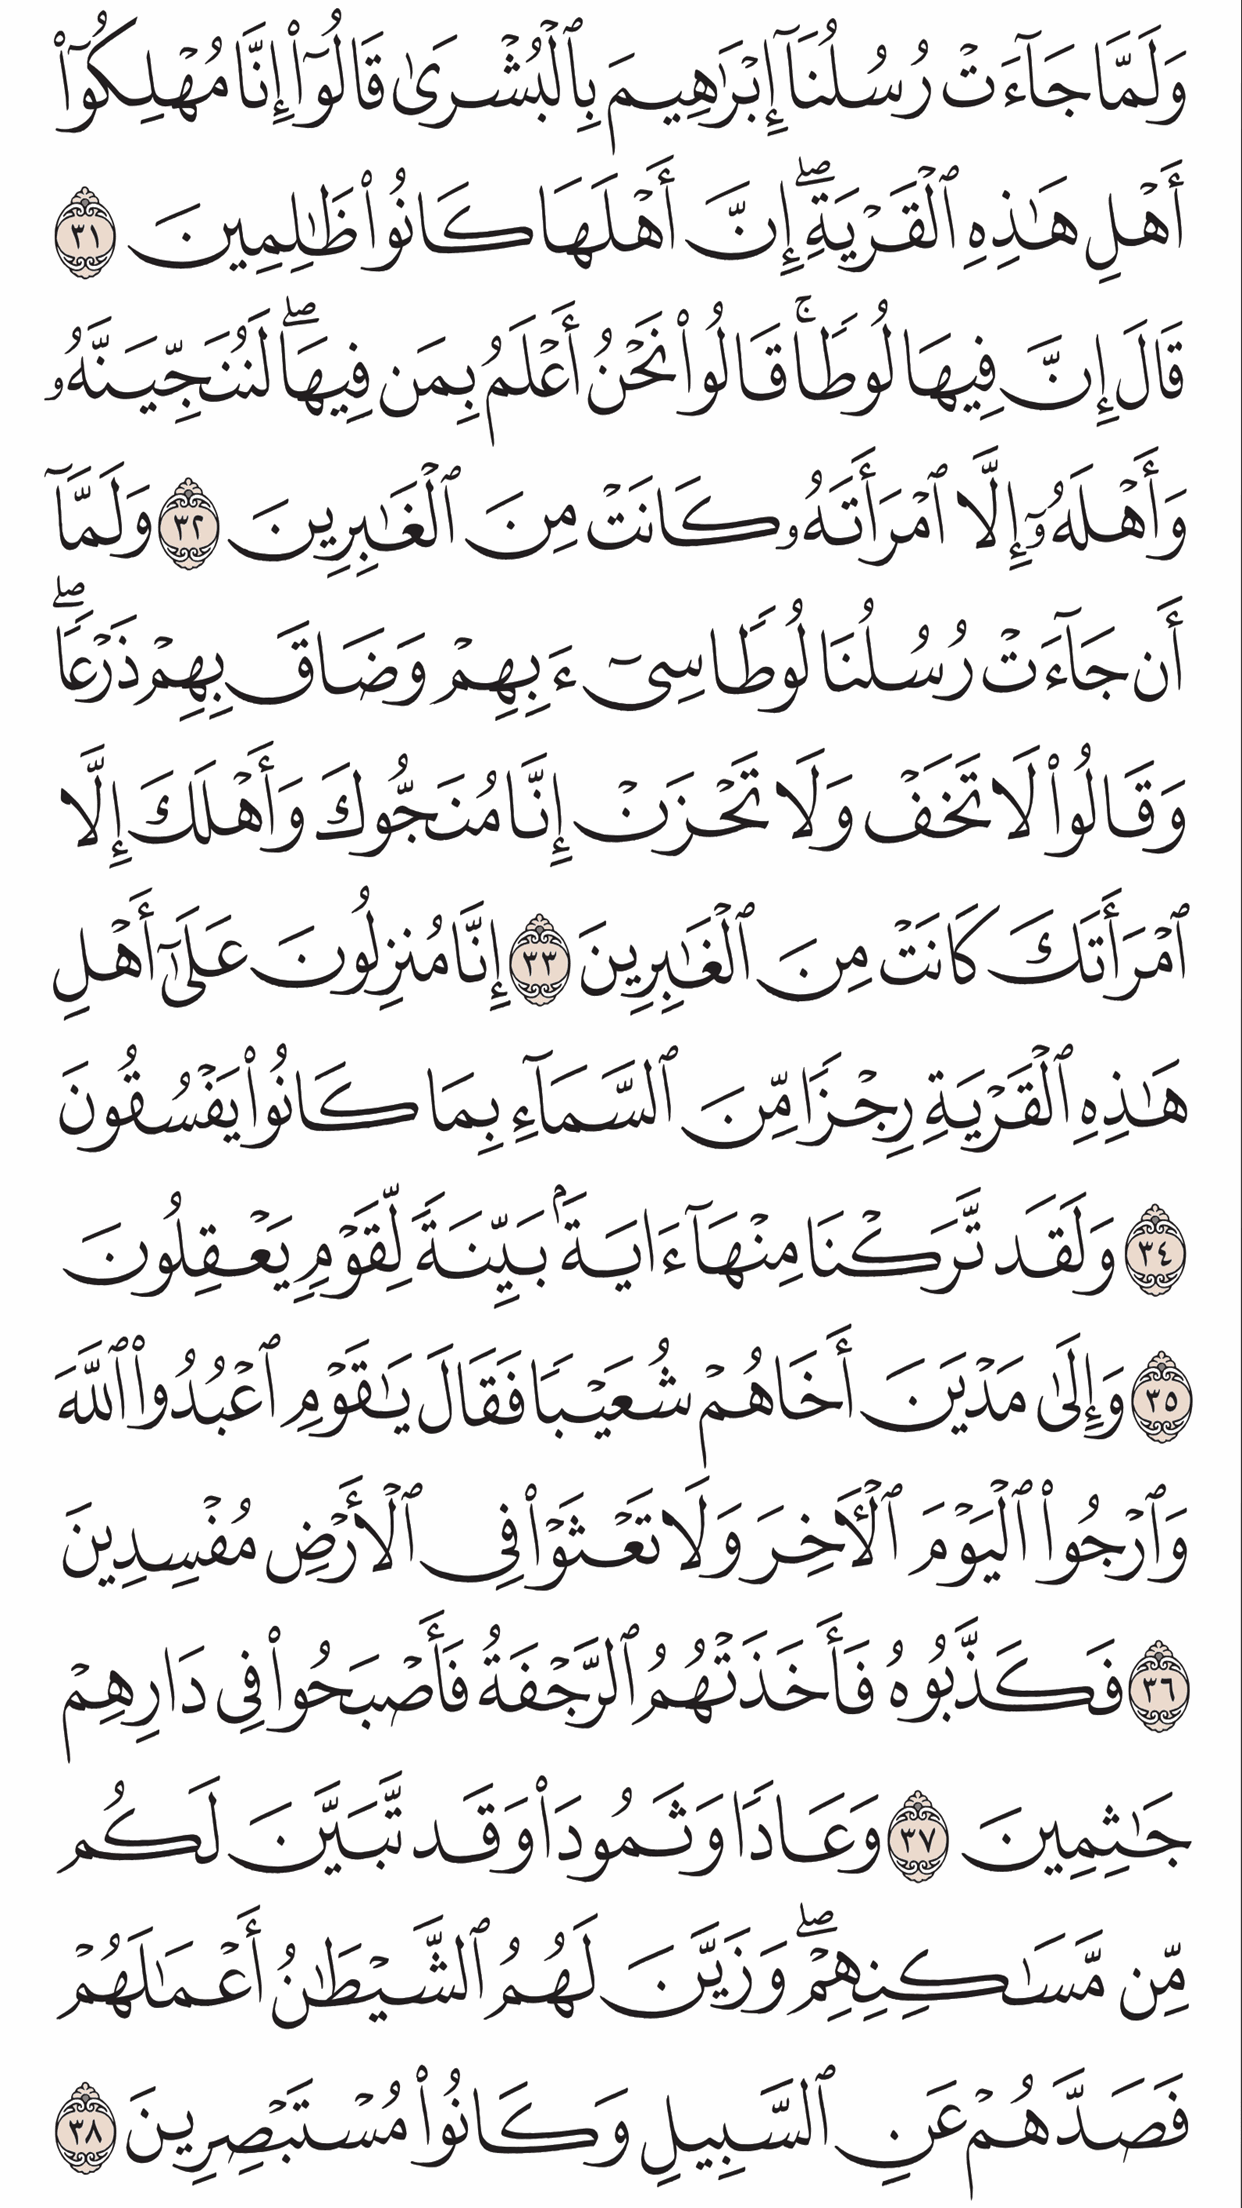 وَلَمَّا جَآءَتْ رُسُلُنَآ إِبْرَٰهِيمَ بِٱلْبُشْرَىٰ قَالُوٓا۟ إِنَّا مُهْلِكُوٓا۟
أَهْلِ هَٰذِهِ ٱلْقَرْيَةِۖ إِنَّ أَهْلَهَا كَانُوا۟ ظَٰلِمِينَ ٣١
قَالَ إِنَّ فِيهَا لُوطًاۚ قَالُوا۟ نَحْنُ أَعْلَمُ بِمَن فِيهَاۖ لَنُنَجِّيَنَّهُۥ
وَأَهْلَهُۥٓ إِلَّا ٱمْرَأَتَهُۥ كَانَتْ مِنَ ٱلْغَٰبِرِينَ ٣٢ وَلَمَّآ
أَن جَآءَتْ رُسُلُنَا لُوطًا سِىٓءَ بِهِمْ وَضَاقَ بِهِمْ ذَرْعًاۖ
وَقَالُوا۟ لَا تَخَفْ وَلَا تَحْزَنْ إِنَّا مُنَجُّوكَ وَأَهْلَكَ إِلَّا
ٱمْرَأَتَكَ كَانَتْ مِنَ ٱلْغَٰبِرِينَ ٣٣ إِنَّا مُنزِلُونَ عَلَىٰٓ أَهْلِ
هَٰذِهِ ٱلْقَرْيَةِ رِجْزًا مِّنَ ٱلسَّمَآءِ بِمَا كَانُوا۟ يَفْسُقُونَ
٣٤ وَلَقَد تَّرَكْنَا مِنْهَآ ءَايَةًۢ بَيِّنَةً لِّقَوْمٍ يَعْقِلُونَ
٣٥ وَإِلَىٰ مَدْيَنَ أَخَاهُمْ شُعَيْبًا فَقَالَ يَٰقَوْمِ ٱعْبُدُوا۟ ٱللَّهَ
وَٱرْجُوا۟ ٱلْيَوْمَ ٱلْـَٔاخِرَ وَلَا تَعْثَوْا۟ فِى ٱلْأَرْضِ مُفْسِدِينَ
٣٦ فَكَذَّبُوهُ فَأَخَذَتْهُمُ ٱلرَّجْفَةُ فَأَصْبَحُوا۟ فِى دَارِهِمْ
جَٰثِمِينَ ٣٧ وَعَادًا وَثَمُودَا۟ وَقَد تَّبَيَّنَ لَكُم
مِّن مَّسَٰكِنِهِمْۖ وَزَيَّنَ لَهُمُ ٱلشَّيْطَٰنُ أَعْمَٰلَهُمْ
فَصَدَّهُمْ عَنِ ٱلسَّبِيلِ وَكَانُوا۟ مُسْتَبْصِرِينَ ٣٨